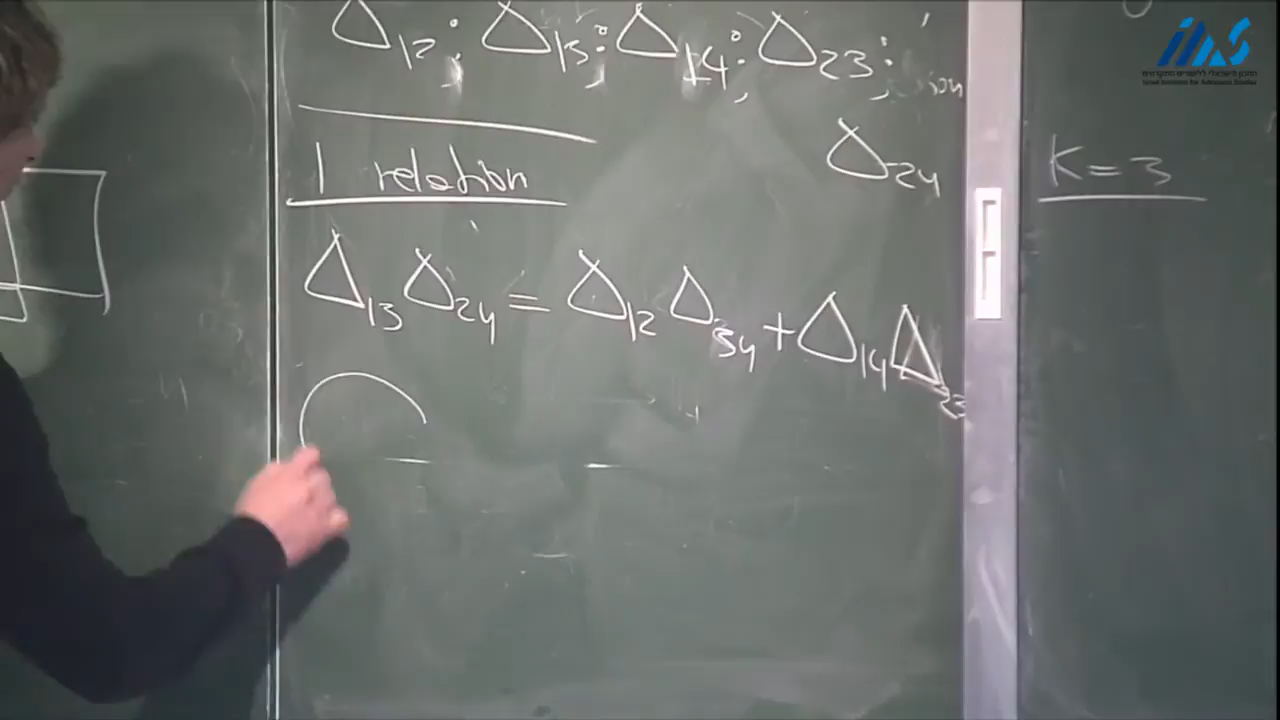 Δ₁₂; Δ₁₃; Δ₁₄; Δ₂₃;
Δ₂₄
1 relation
Δ₁₃ Δ₂₄ = Δ₁₂ Δ₃₄ + Δ₁₄ Δ₂₃
K = 3